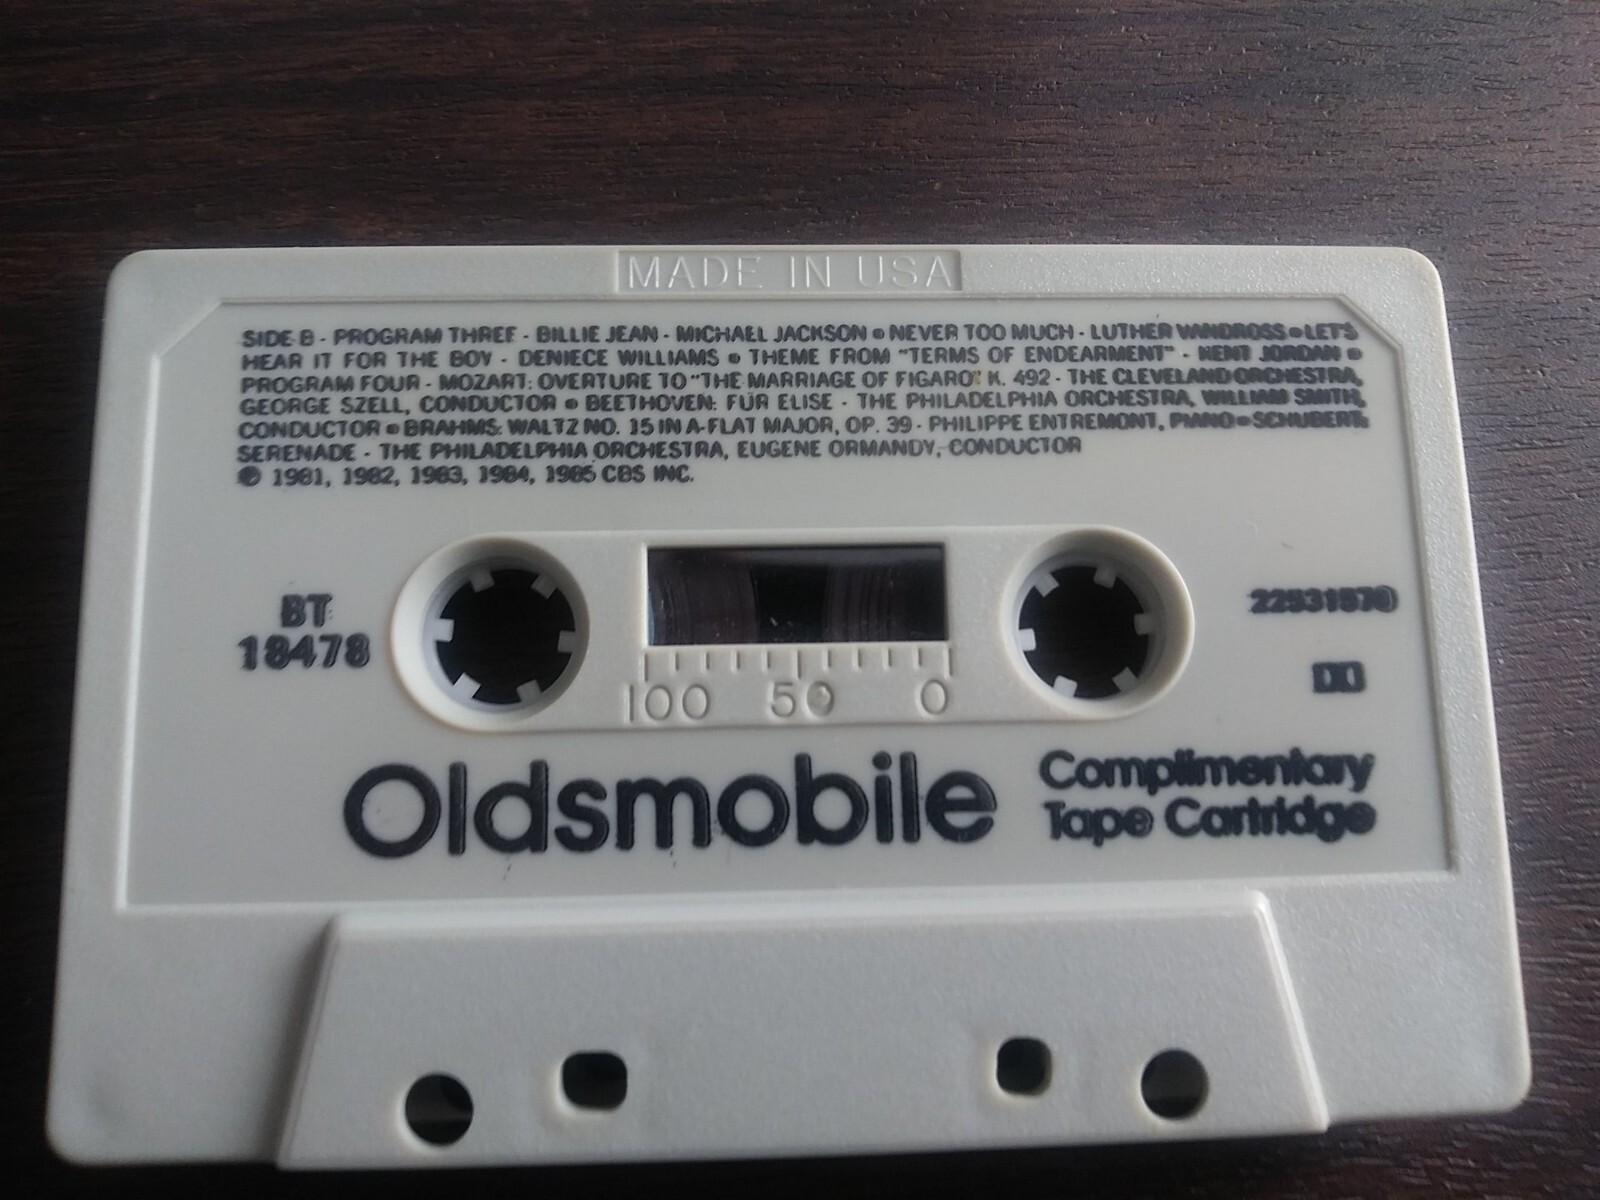 MADE IN USA
SIDE B - PROGRAM THREE - BILLIE JEAN - MICHAEL JACKSON • NEVER TOO MUCH - LUTHER VANDROSS • LET'S
HEAR IT FOR THE BOY - DENIECE WILLIAMS • THEME FROM "TERMS OF ENDEARMENT" - KENT JORDAN •
PROGRAM FOUR - MOZART: OVERTURE TO "THE MARRIAGE OF FIGARO" K. 492 - THE CLEVELAND ORCHESTRA,
GEORGE SZELL, CONDUCTOR • BEETHOVEN: FÜR ELISE - THE PHILADELPHIA ORCHESTRA, WILLIAM SMITH,
CONDUCTOR • BRAHMS: WALTZ NO. 15 IN A-FLAT MAJOR, OP. 39 - PHILIPPE ENTREMONT, PIANO • SCHUBERT:
SERENADE - THE PHILADELPHIA ORCHESTRA, EUGENE ORMANDY, CONDUCTOR
℗ 1981, 1982, 1983, 1984, 1985 CBS INC.
BT
18478
100 50 0
Oldsmobile
Complimentary
Tape Cartridge